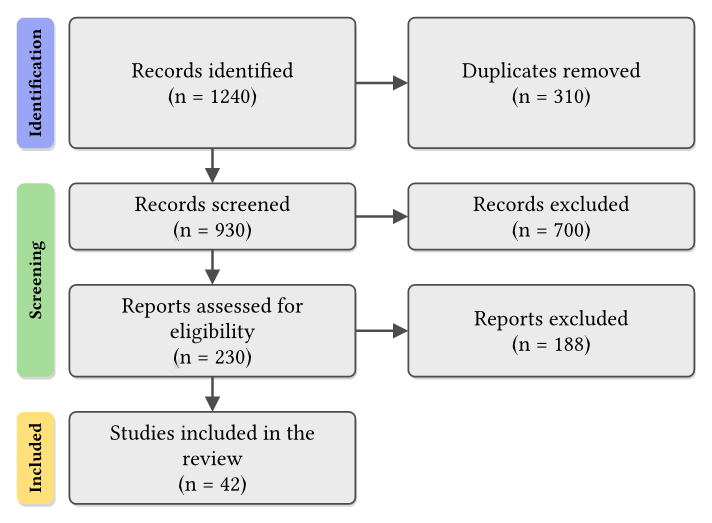 Identification
Records identified
(n = 1240)
Duplicates removed
(n = 310)
Screening
Records screened
(n = 930)
Records excluded
(n = 700)
Reports assessed for
eligibility
(n = 230)
Reports excluded
(n = 188)
Included
Studies included in the
review
(n = 42)